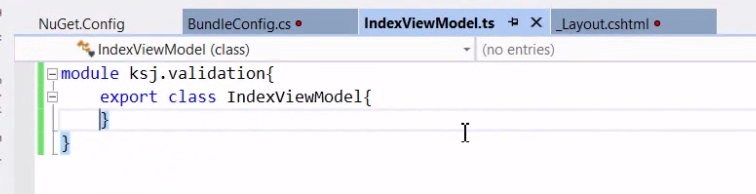 NuGet.Config BundleConfig.cs IndexViewModel.ts _Layout.cshtml
IndexViewModel (class) (no entries)
module ksj.validation{
export class IndexViewModel{
}
}